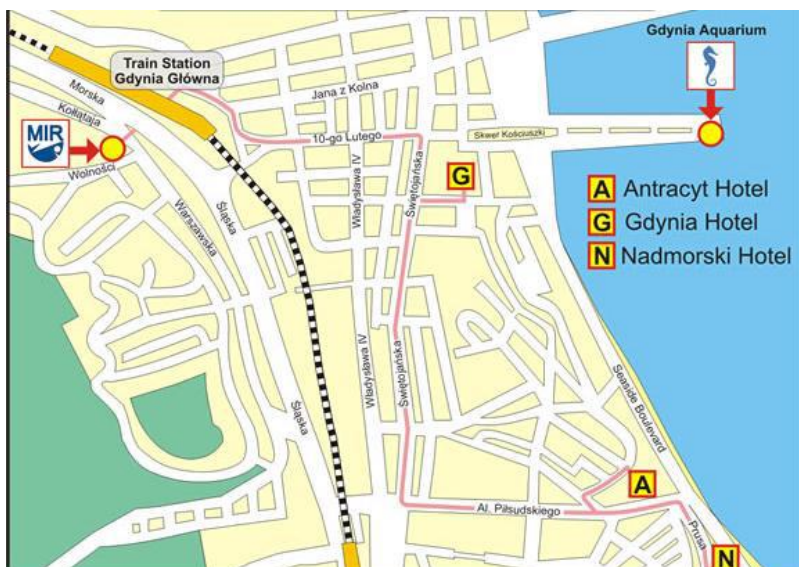 Gdynia Aquarium
Train Station
Gdynia Główna
Morska
Kołłątaja
MIR
Wolności
Jana z Kolna
10-go Lutego
Skwer Kościuszki
Władysława IV
Świętojańska
G
A Antracyt Hotel
G Gdynia Hotel
N Nadmorski Hotel
Warszawska
Śląska
Władysława IV
Świętojańska
Seaside Boulevard
Śląska
A
Al. Piłsudskiego
Prusa
N